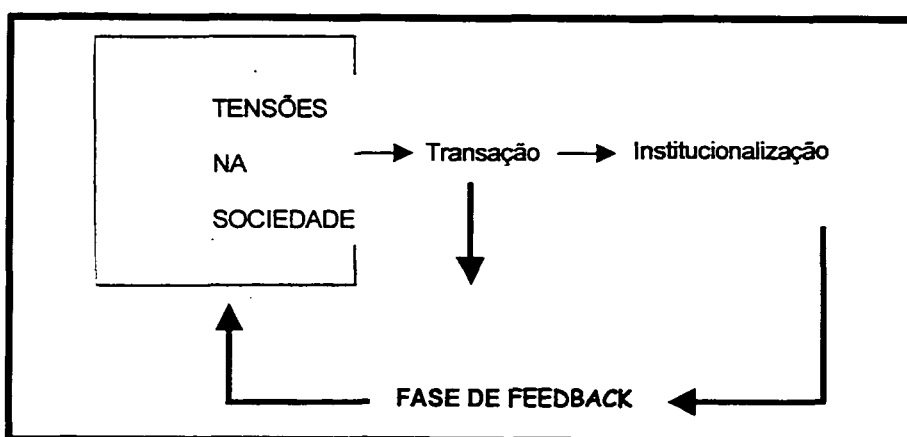 TENSÕES
NA
SOCIEDADE
Transação
Institucionalização
FASE DE FEEDBACK